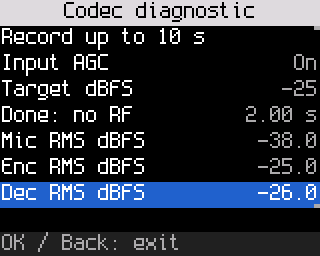 Codec diagnostic
Record up to 10 s
Input AGC On
Target dBFS -25
Done: no RF 2.00 s
Mic RMS dBFS -38.0
Enc RMS dBFS -25.0
Dec RMS dBFS -26.0
OK / Back: exit